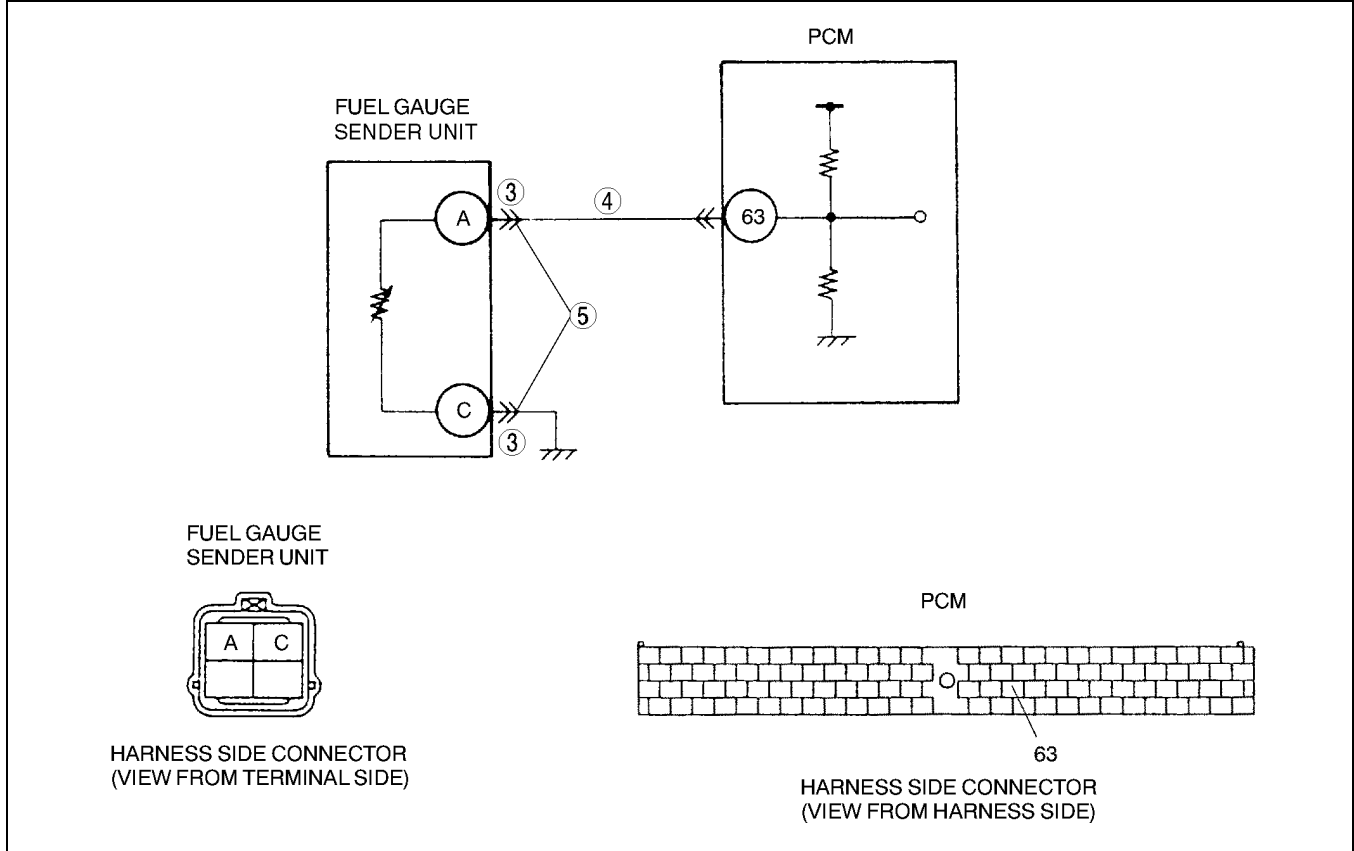 PCM
FUEL GAUGE
SENDER UNIT
A
3
4
63
5
C
3
FUEL GAUGE
SENDER UNIT
A C
HARNESS SIDE CONNECTOR
(VIEW FROM TERMINAL SIDE)
PCM
63
HARNESS SIDE CONNECTOR
(VIEW FROM HARNESS SIDE)